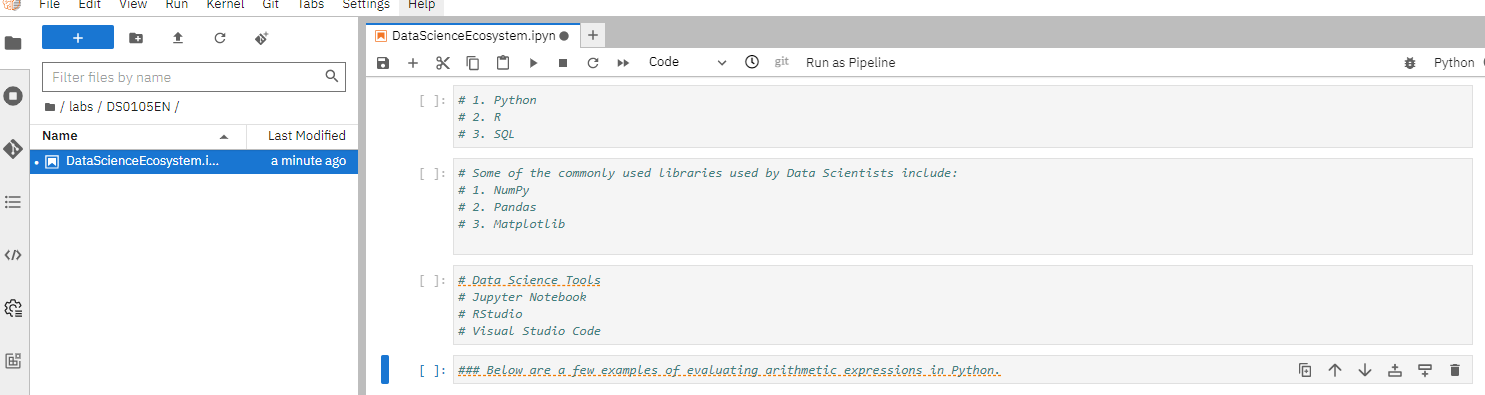 File Edit View Run Kernel Git Tabs Settings Help
DataScienceEcosystem.ipyn
Filter files by name
/ labs / DS0105EN /
Name Last Modified
DataScienceEcosystem.i... a minute ago
Code git Run as Pipeline Python
[ ]: # 1. Python
# 2. R
# 3. SQL
[ ]: # Some of the commonly used libraries used by Data Scientists include:
# 1. NumPy
# 2. Pandas
# 3. Matplotlib
[ ]: # Data Science Tools
# Jupyter Notebook
# RStudio
# Visual Studio Code
[ ]: ### Below are a few examples of evaluating arithmetic expressions in Python.